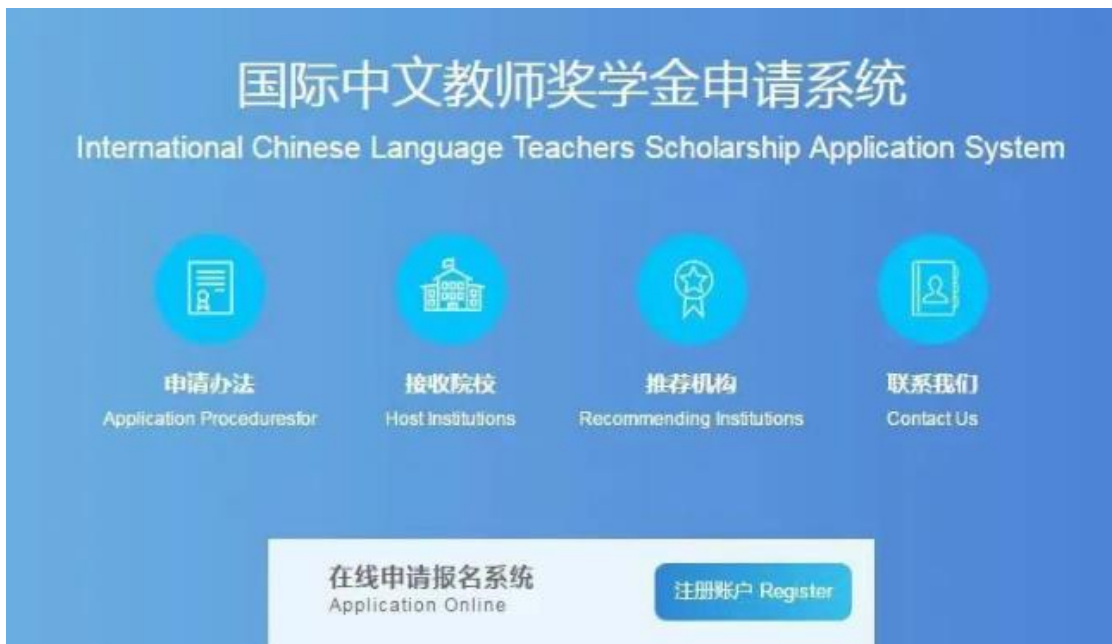 国际中文教师奖学金申请系统
International Chinese Language Teachers Scholarship Application System
申请办法
Application Proceduresfor
接收院校
Host Institutions
推荐机构
Recommending Institutions
联系我们
Contact Us
在线申请报名系统
Application Online
注册账户 Register